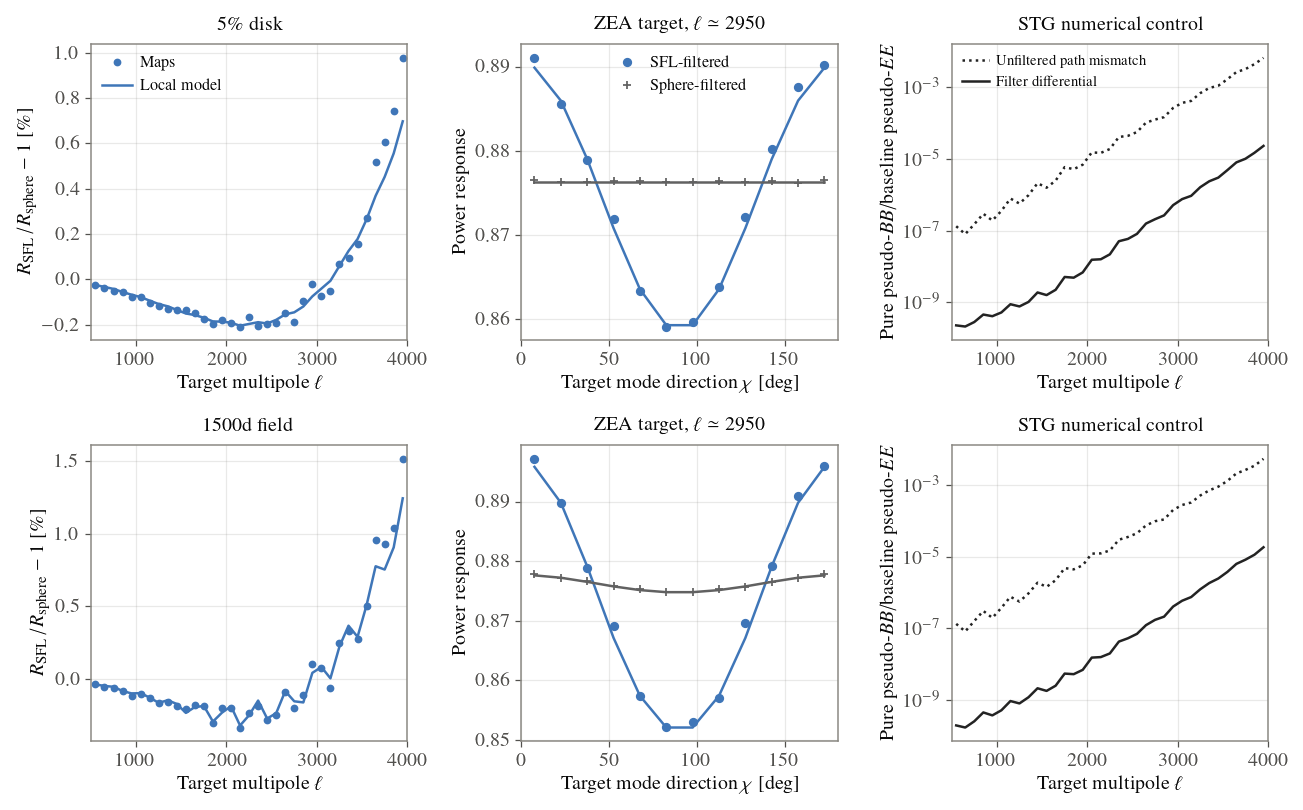 5% disk
R_SFL/R_sphere − 1 [%]
1.0
0.8
0.6
0.4
0.2
0.0
−0.2
Maps
Local model
1000
2000
3000
4000
Target multipole ℓ
ZEA target, ℓ ≃ 2950
Power response
0.89
0.88
0.87
0.86
SFL-filtered
Sphere-filtered
0
50
100
150
Target mode direction χ [deg]
STG numerical control
Pure pseudo-BB/baseline pseudo-EE
10⁻³
10⁻⁵
10⁻⁷
10⁻⁹
Unfiltered path mismatch
Filter differential
1000
2000
3000
4000
Target multipole ℓ
1500d field
R_SFL/R_sphere − 1 [%]
1.5
1.0
0.5
0.0
1000
2000
3000
4000
Target multipole ℓ
ZEA target, ℓ ≃ 2950
Power response
0.89
0.88
0.87
0.86
0.85
0
50
100
150
Target mode direction χ [deg]
STG numerical control
Pure pseudo-BB/baseline pseudo-EE
10⁻³
10⁻⁵
10⁻⁷
10⁻⁹
1000
2000
3000
4000
Target multipole ℓ